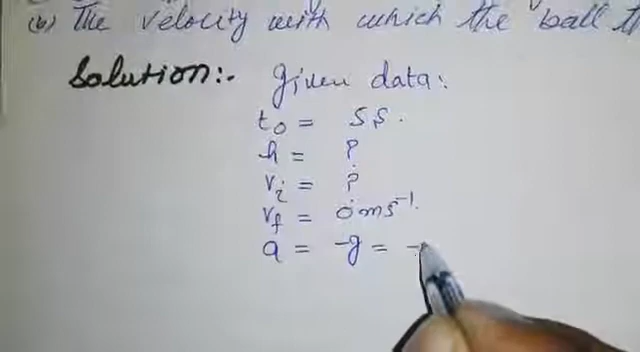 (b) The velocity with which the ball
Solution:- Given data:
t₀ = 5s.
h = ?
vᵢ = ?
v_f = 0ms⁻¹.
a = -g = -